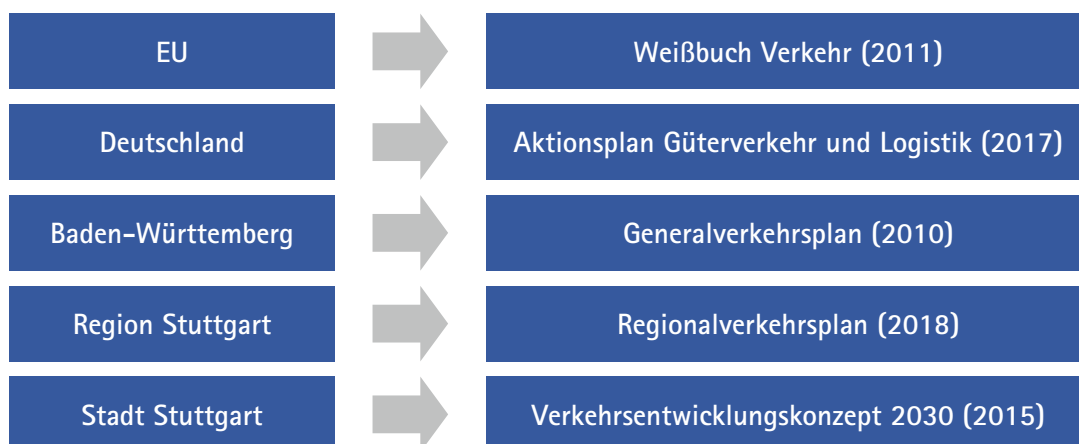 EU
Weißbuch Verkehr (2011)
Deutschland
Aktionsplan Güterverkehr und Logistik (2017)
Baden-Württemberg
Generalverkehrsplan (2010)
Region Stuttgart
Regionalverkehrsplan (2018)
Stadt Stuttgart
Verkehrsentwicklungskonzept 2030 (2015)